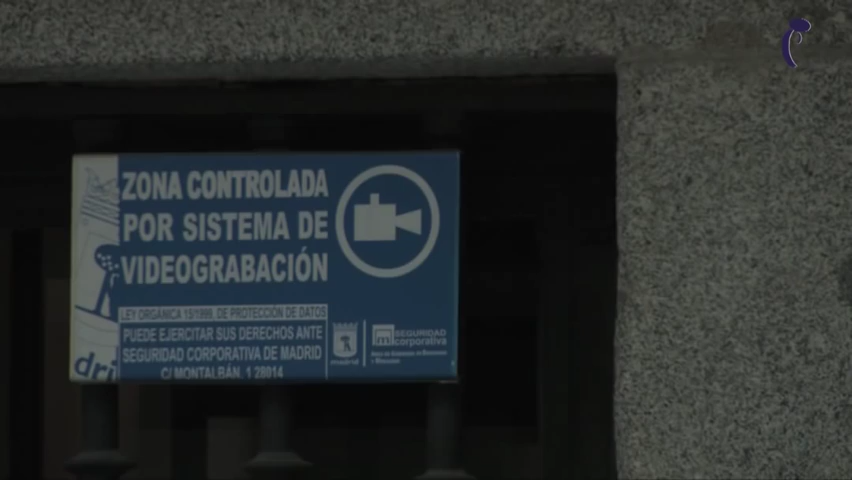 ZONA CONTROLADA
POR SISTEMA DE
VIDEOGRABACIÓN
LEY ORGÁNICA 15/1999, DE PROTECCIÓN DE DATOS
PUEDE EJERCITAR SUS DERECHOS ANTE
SEGURIDAD CORPORATIVA DE MADRID
C/ MONTALBÁN, 1 28014
madrid
SEGURIDAD
corporativa